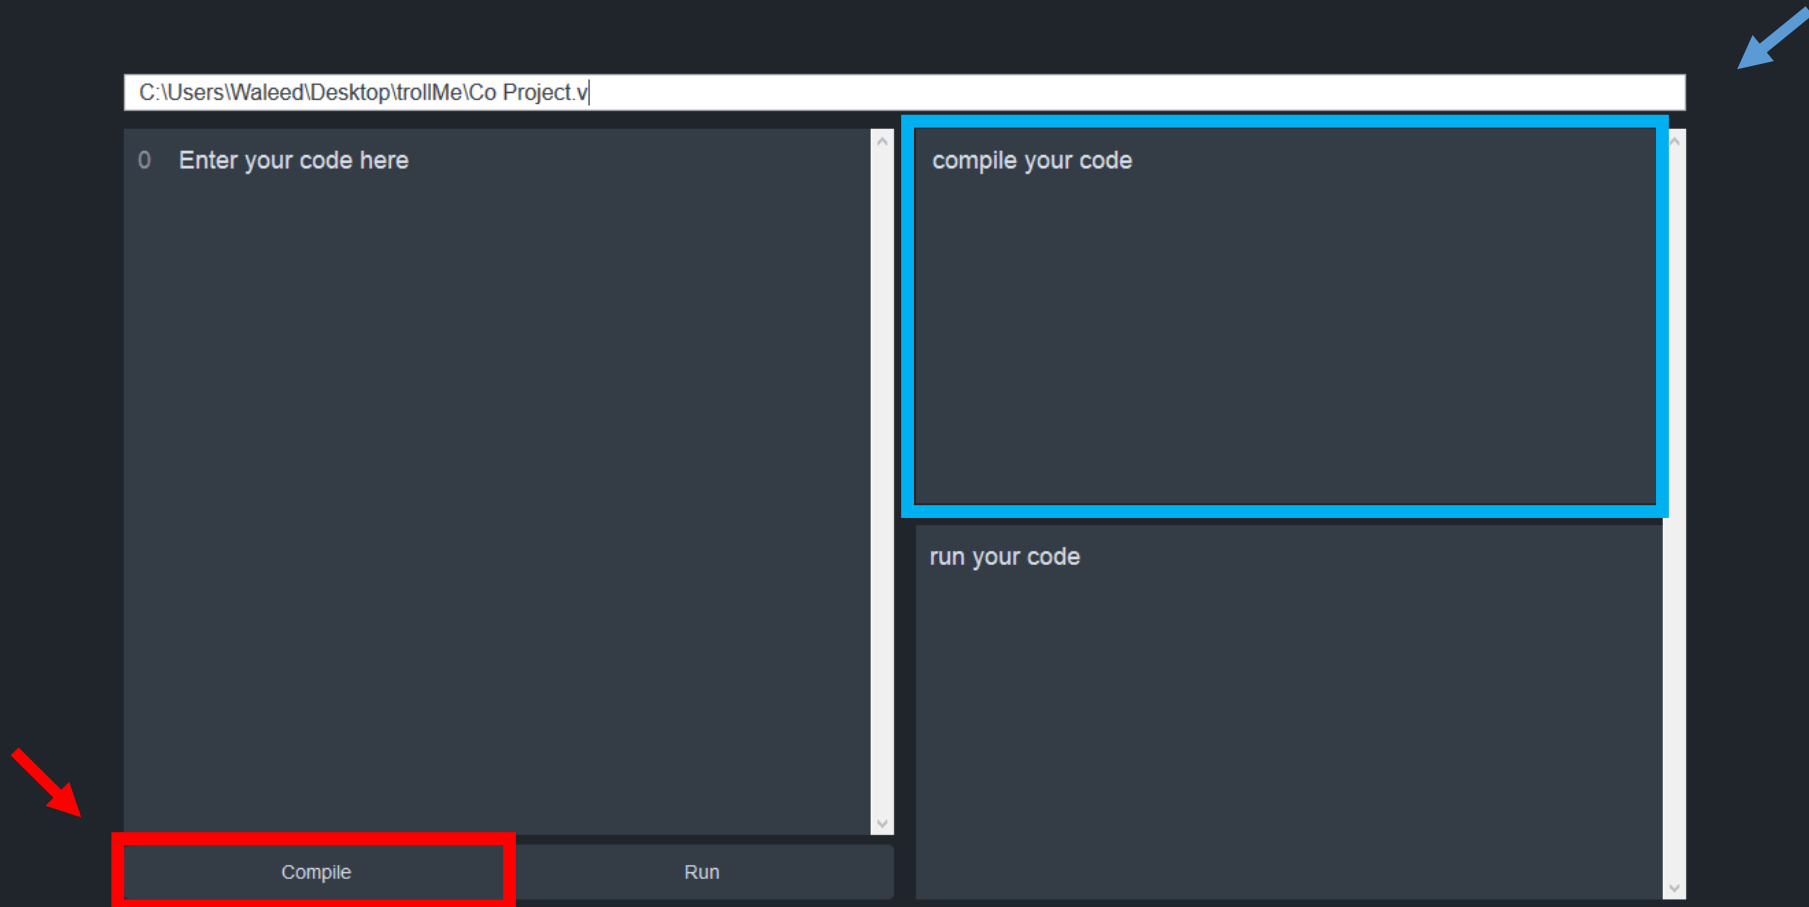 C:\Users\Waleed\Desktop\trollMe\Co Project.v
0 Enter your code here
compile your code
run your code
Compile
Run